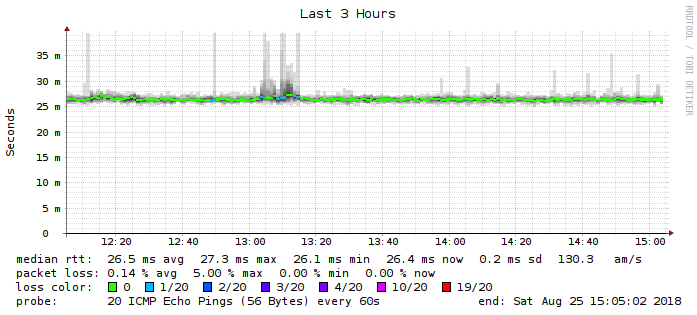 Last 3 Hours
RRDTOOL / TOBI OETIKER
Seconds
35 m
30 m
25 m
20 m
15 m
10 m
5 m
0
12:20 12:40 13:00 13:20 13:40 14:00 14:20 14:40 15:00
median rtt: 26.5 ms avg 27.3 ms max 26.1 ms min 26.4 ms now 0.2 ms sd 130.3 am/s
packet loss: 0.14 % avg 5.00 % max 0.00 % min 0.00 % now
loss color: 0 1/20 2/20 3/20 4/20 10/20 19/20
probe: 20 ICMP Echo Pings (56 Bytes) every 60s end: Sat Aug 25 15:05:02 2018